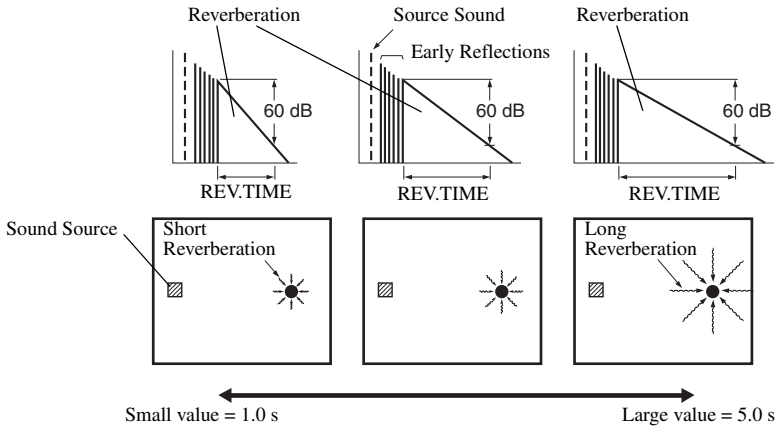 Reverberation
Source Sound
Reverberation
Early Reflections
60 dB
60 dB
60 dB
REV.TIME
REV.TIME
REV.TIME
Sound Source
Short
Reverberation
Long
Reverberation
Small value = 1.0 s
Large value = 5.0 s